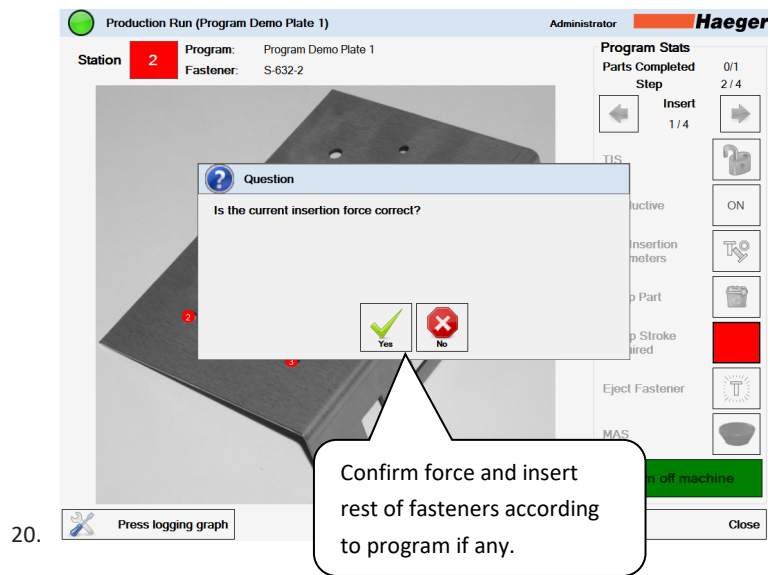 Production Run (Program Demo Plate 1)
Administrator
Haeger
Station
2
Program: Program Demo Plate 1
Fastener: S-632-2
Program Stats
Parts Completed 0/1
Step 2 / 4
Insert
1 / 4
TIS
Question
Is the current insertion force correct?
uctive
ON
Insertion
meters
p Part
p Stroke
ired
2
3
Yes
No
Eject Fastener
MAS
n off machine
Confirm force and insert
rest of fasteners according
to program if any.
20.
Press logging graph
Close